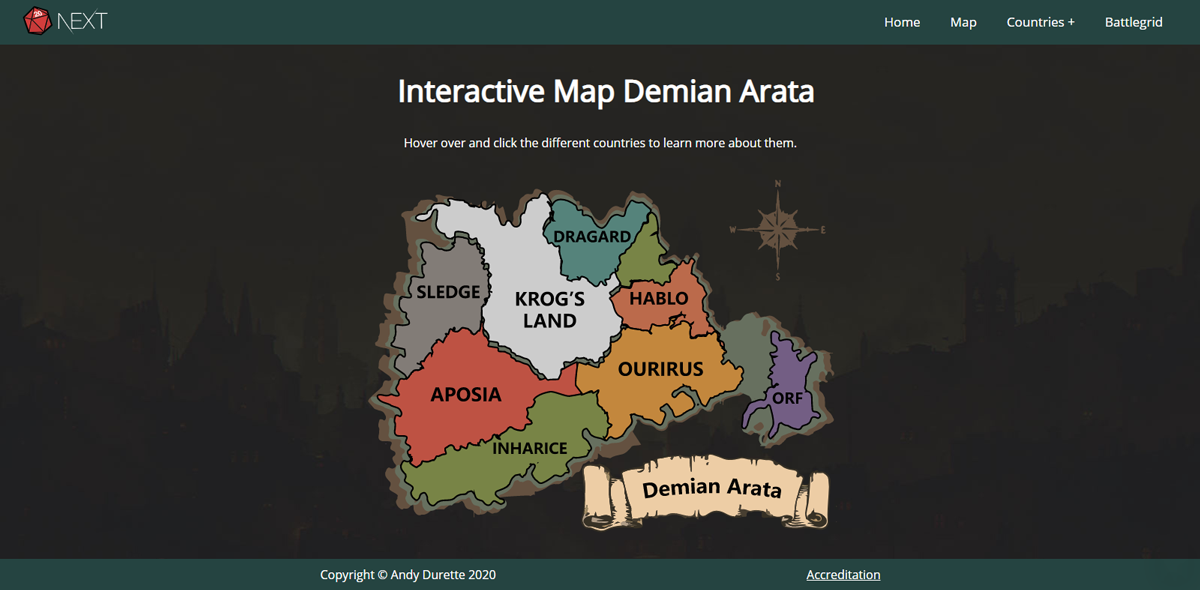 20 NEXT
Home Map Countries + Battlegrid
Interactive Map Demian Arata
Hover over and click the different countries to learn more about them.
N
W E
S
DRAGARD
SLEDGE
KROG'S
LAND
HABLO
OURIRUS
APOSIA
ORF
INHARICE
Demian Arata
Copyright © Andy Durette 2020
Accreditation